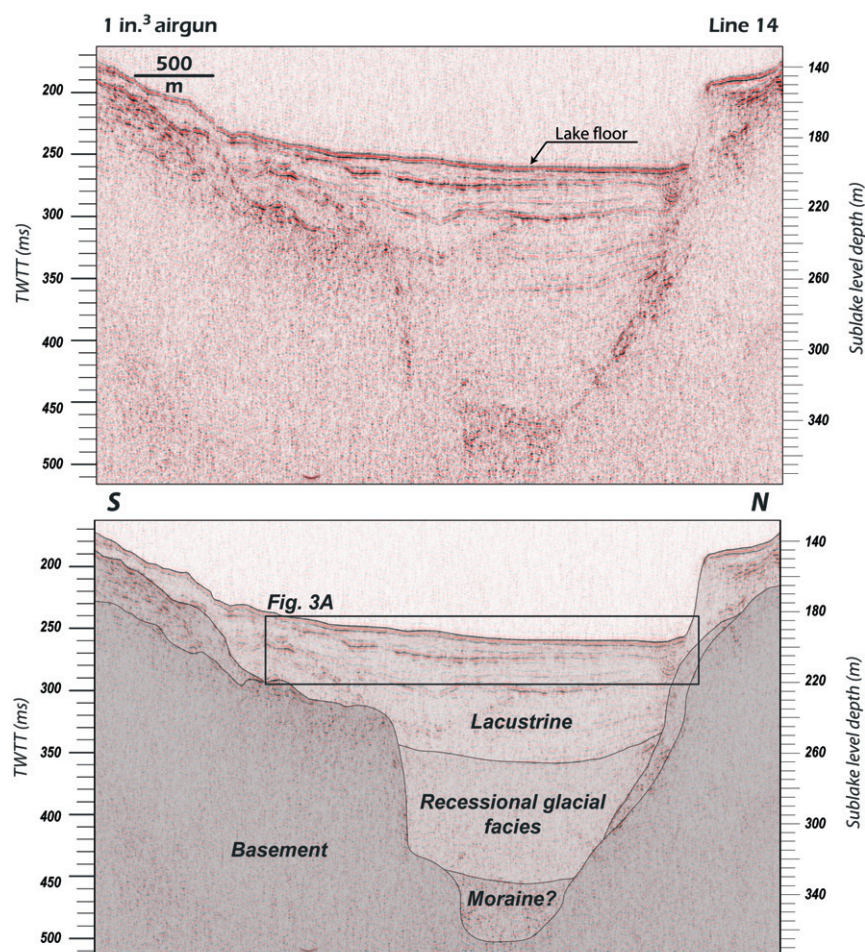 1 in.³ airgun
Line 14
500
m
Lake floor
200
250
300
350
400
450
500
TWTT (ms)
140
180
220
260
300
340
Sublake level depth (m)
S
N
Fig. 3A
Lacustrine
Recessional glacial
facies
Basement
Moraine?
200
250
300
350
400
450
500
TWTT (ms)
140
180
220
260
300
340
Sublake level depth (m)